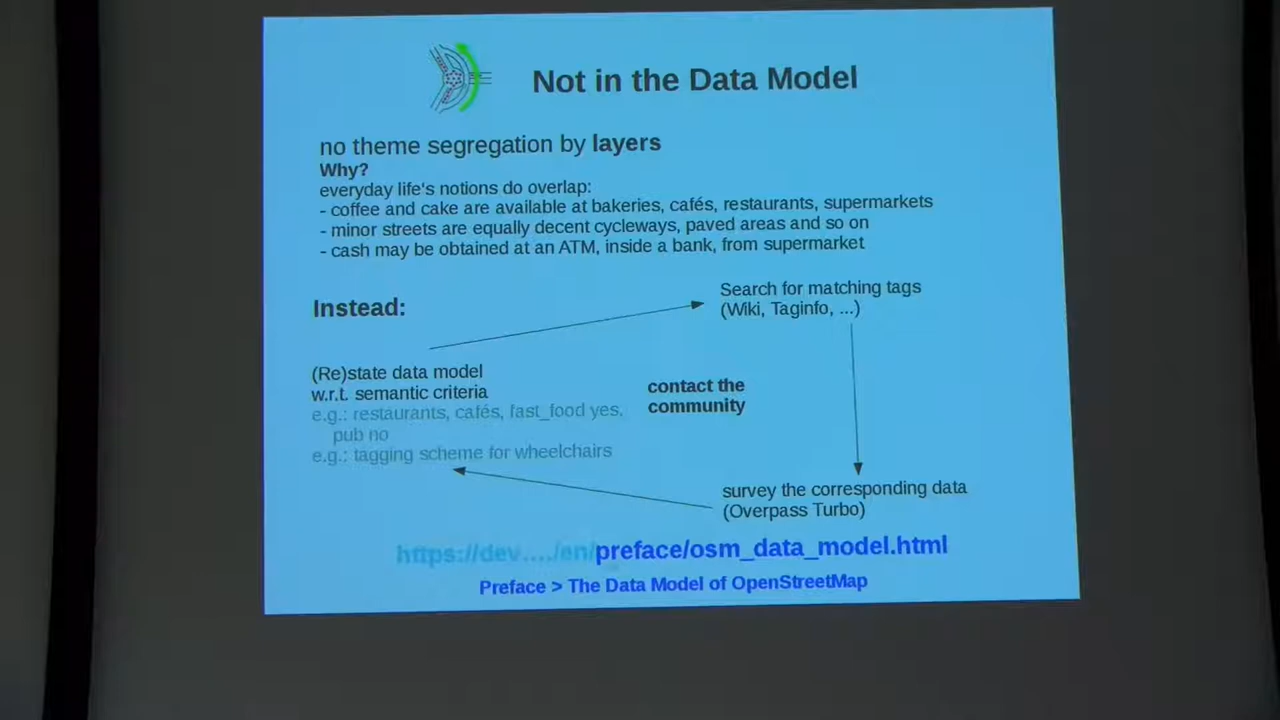 Not in the Data Model
no theme segregation by layers
Why?
everyday life's notions do overlap:
- coffee and cake are available at bakeries, cafés, restaurants, supermarkets
- minor streets are equally decent cycleways, paved areas and so on
- cash may be obtained at an ATM, inside a bank, from supermarket
Instead:
Search for matching tags
(Wiki, Taginfo, ...)
(Re)state data model
w.r.t. semantic criteria
e.g.: restaurants, cafés, fast_food yes,
pub no
e.g.: tagging scheme for wheelchairs
contact the
community
survey the corresponding data
(Overpass Turbo)
https://dev..../en/preface/osm_data_model.html
Preface > The Data Model of OpenStreetMap